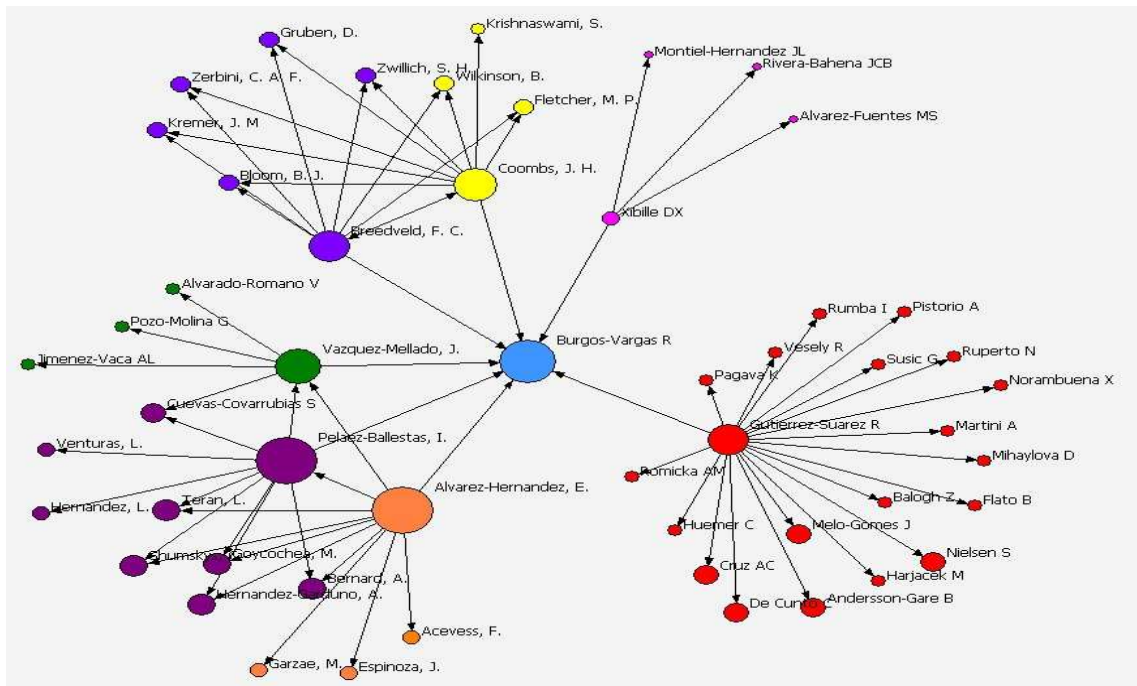 Krishnaswami, S.
Gruben, D.
Montiel-Hernandez JL
Rivera-Bahena JCB
Zwillich, S. H.
Wilkinson, B.
Zerbini, C. A. F.
Fletcher, M. P.
Alvarez-Fuentes MS
Kremer, J. M
Coombs, J. H.
Bloom, B. J.
Xibille DX
Breedveld, F. C.
Alvarado-Romano V
Rumba I
Pistorio A
Pozo-Molina G
Burgos-Vargas R
Vesely R
Vazquez-Mellado, J.
Jimenez-Vaca AL
Susic G
Ruperto N
Pagava K
Norambuena X
Cuevas-Covarrubias S
Gutierrez-Suarez R
Martini A
Pelaez-Ballestas, I.
Venturas, L.
Mihaylova D
Romicka AM
Alvarez-Hernandez, E.
Balogh Z
Flato B
Hernandez, L.
Teran, L.
Huemer C
Melo-Gomes J
Shumsky
Goycochea, M.
Nielsen S
Cruz AC
Harjacek M
Bernard, A.
Hernandez-Garduno, A.
De Cunto C
Andersson-Gare B
Acevess, F.
Garzae, M.
Espinoza, J.